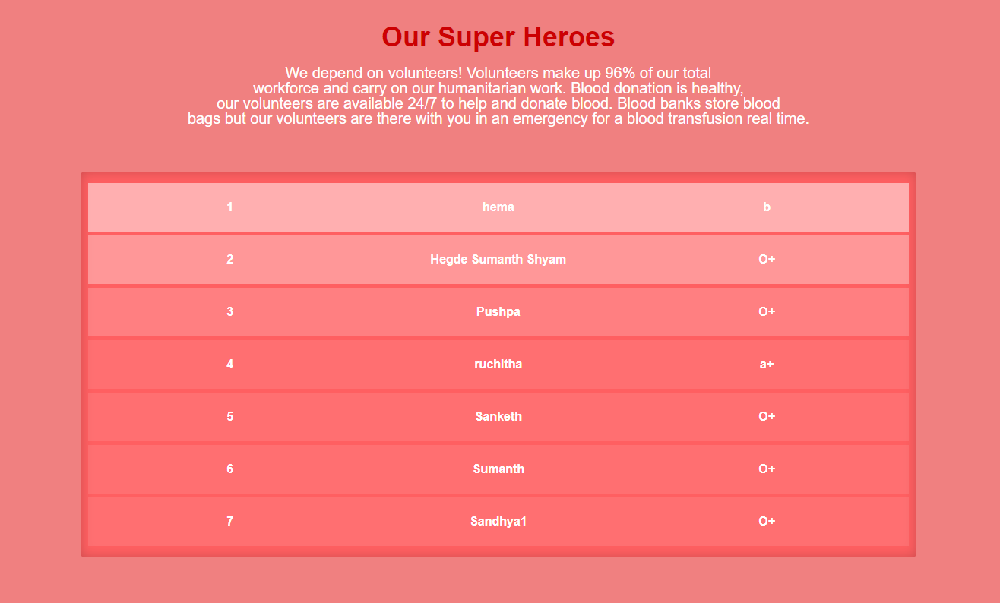 Our Super Heroes
We depend on volunteers! Volunteers make up 96% of our total
workforce and carry on our humanitarian work. Blood donation is healthy,
our volunteers are available 24/7 to help and donate blood. Blood banks store blood
bags but our volunteers are there with you in an emergency for a blood transfusion real time.
1 hema b
2 Hegde Sumanth Shyam O+
3 Pushpa O+
4 ruchitha a+
5 Sanketh O+
6 Sumanth O+
7 Sandhya1 O+